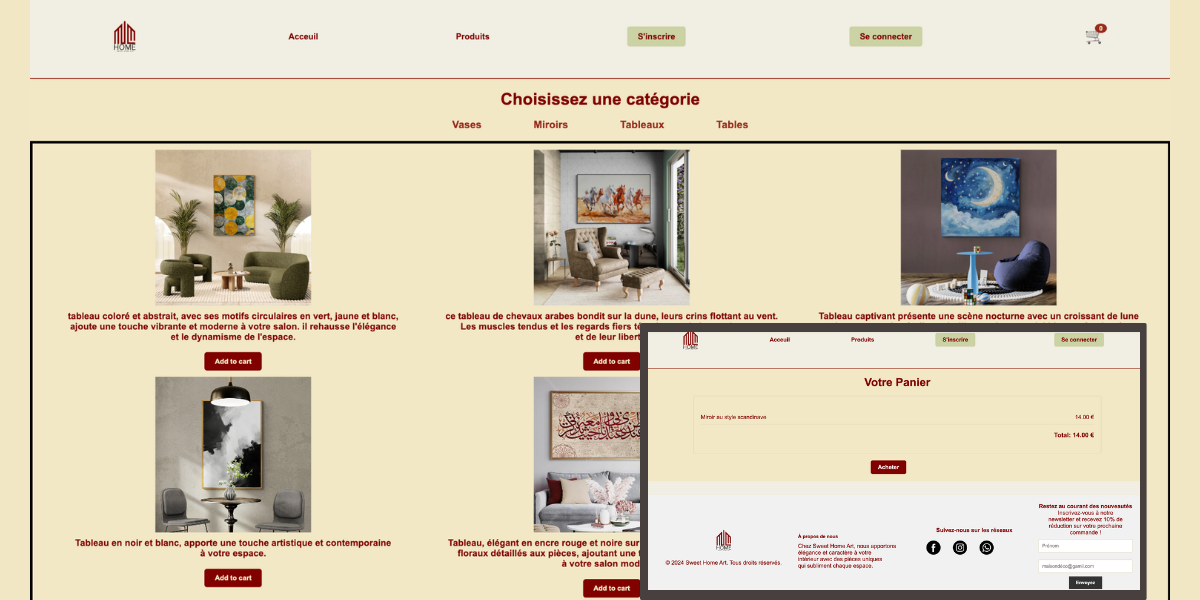 HOME
Acceuil
Produits
S'inscrire
Se connecter
0
Choisissez une catégorie
Vases
Miroirs
Tableaux
Tables
tableau coloré et abstrait, avec ses motifs circulaires en vert, jaune et blanc,
ajoute une touche vibrante et moderne à votre salon. il rehausse l'élégance
et le dynamisme de l'espace.
Add to cart
ce tableau de chevaux arabes bondit sur la dune, leurs crins flottant au vent.
Les muscles tendus et les regards fiers té
et de leur libert
Add to cart
Tableau captivant présente une scène nocturne avec un croissant de lune
Tableau en noir et blanc, apporte une touche artistique et contemporaine
à votre espace.
Add to cart
Tableau, élégant en encre rouge et noire sur
floraux détaillés aux pièces, ajoutant une t
à votre salon mod
Add to cart
HOME
Acceuil
Produits
S'inscrire
Se connecter
Votre Panier
Miroir au style scandinave
14.00 €
Total: 14.00 €
Acheter
HOME
© 2024 Sweet Home Art. Tous droits réservés.
À propos de nous
Chez Sweet Home Art, nous apportons
élégance et caractère à votre
intérieur avec des pièces uniques
qui subliment chaque espace.
Suivez-nous sur les réseaux
Restez au courant des nouveautés
Inscrivez-vous à notre
newsletter et recevez 10% de
réduction sur votre prochaine
commande !
Prénom
maisondéco@gamil.com
Envoyez